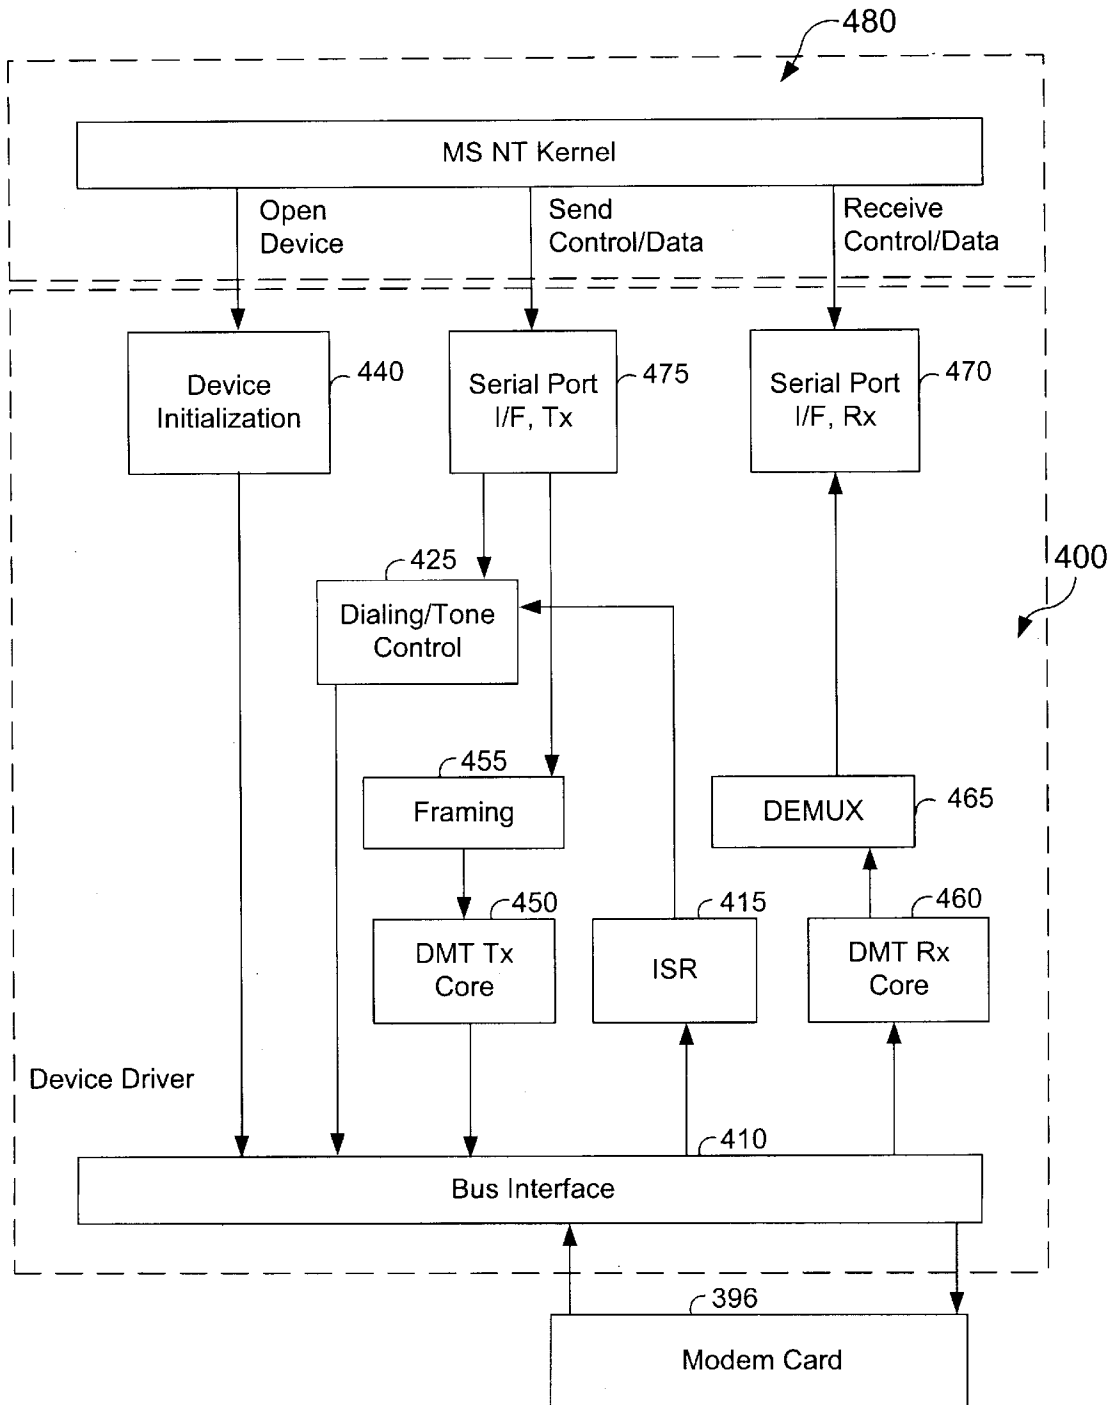 480
MS NT Kernel
Open
Device
Send
Control/Data
Receive
Control/Data
Device
Initialization
440
Serial Port
I/F, Tx
475
Serial Port
I/F, Rx
470
425
Dialing/Tone
Control
400
455
Framing
DEMUX
465
450
DMT Tx
Core
415
ISR
460
DMT Rx
Core
Device Driver
410
Bus Interface
396
Modem Card